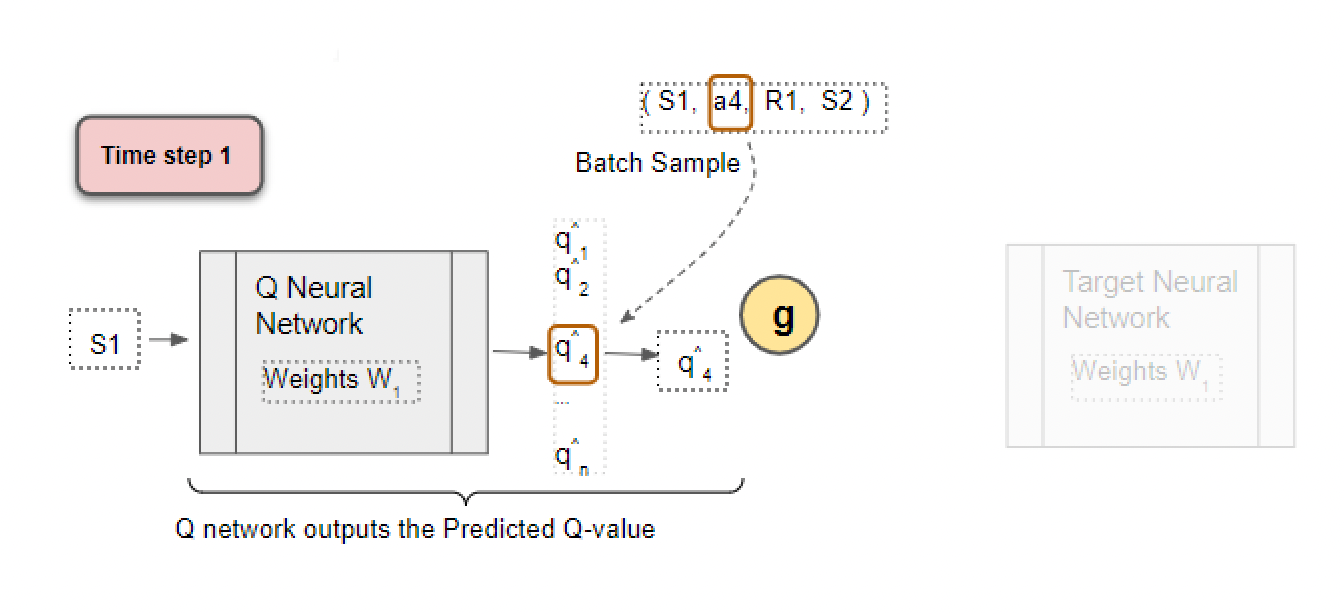 ( S1, a4, R1, S2 )
Time step 1
Batch Sample
q̂1
q̂2
q̂4
...
q̂n
S1
Q Neural
Network
Weights W1
q̂4
g
Target Neural
Network
Weights W1
Q network outputs the Predicted Q-value